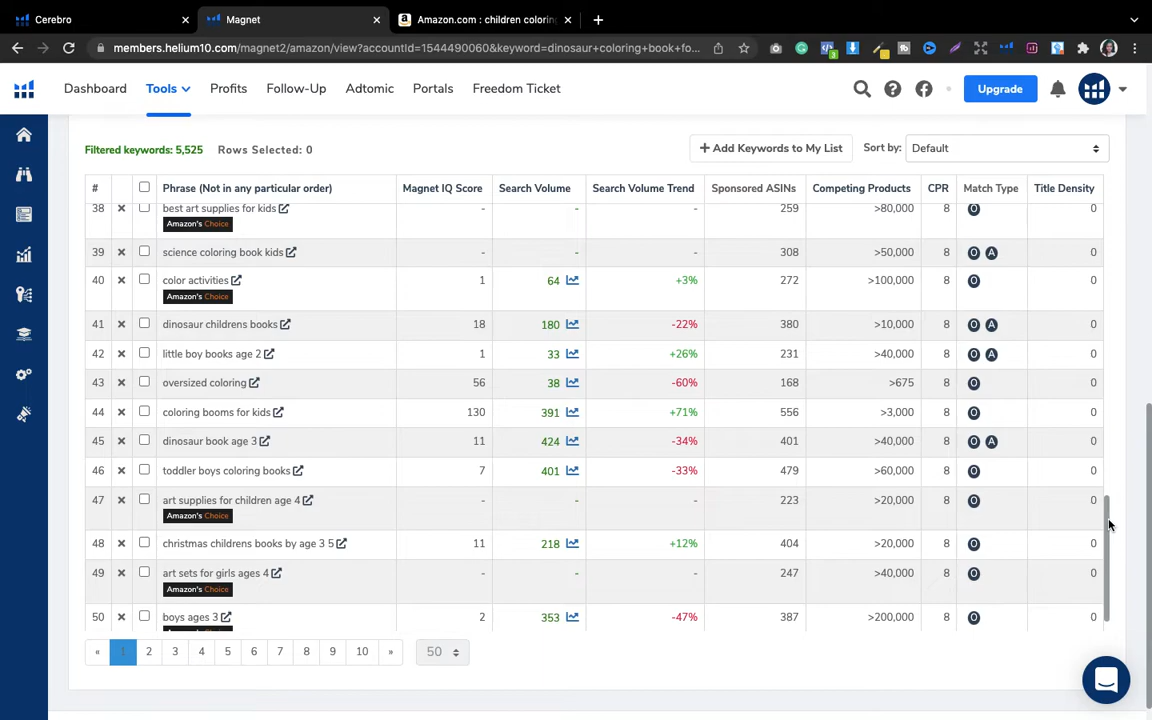 Cerebro × Magnet × Amazon.com : children coloring × +
members.helium10.com/magnet2/amazon/view?accountId=1544490060&keyword=dinosaur+coloring+book+fo...
3
Dashboard Tools Profits Follow-Up Adtomic Portals Freedom Ticket Upgrade
Filtered keywords: 5,525 Rows Selected: 0 + Add Keywords to My List Sort by: Default
# Phrase (Not in any particular order) Magnet IQ Score Search Volume Search Volume Trend Sponsored ASINs Competing Products CPR Match Type Title Density
38 × best art supplies for kids - - - 259 >80,000 8 O 0
Amazon's Choice
39 × science coloring book kids - - - 308 >50,000 8 O A 0
40 × color activities 1 64 +3% 272 >100,000 8 O 0
Amazon's Choice
41 × dinosaur childrens books 18 180 -22% 380 >10,000 8 O A 0
42 × little boy books age 2 1 33 +26% 231 >40,000 8 O A 0
43 × oversized coloring 56 38 -60% 168 >675 8 O 0
44 × coloring booms for kids 130 391 +71% 556 >3,000 8 O 0
45 × dinosaur book age 3 11 424 -34% 401 >40,000 8 O A 0
46 × toddler boys coloring books 7 401 -33% 479 >60,000 8 O 0
47 × art supplies for children age 4 - - - 223 >20,000 8 O 0
Amazon's Choice
48 × christmas childrens books by age 3 5 11 218 +12% 404 >20,000 8 O 0
49 × art sets for girls ages 4 - - - 247 >40,000 8 O 0
Amazon's Choice
50 × boys ages 3 2 353 -47% 387 >200,000 8 O 0
« 1 2 3 4 5 6 7 8 9 10 » 50